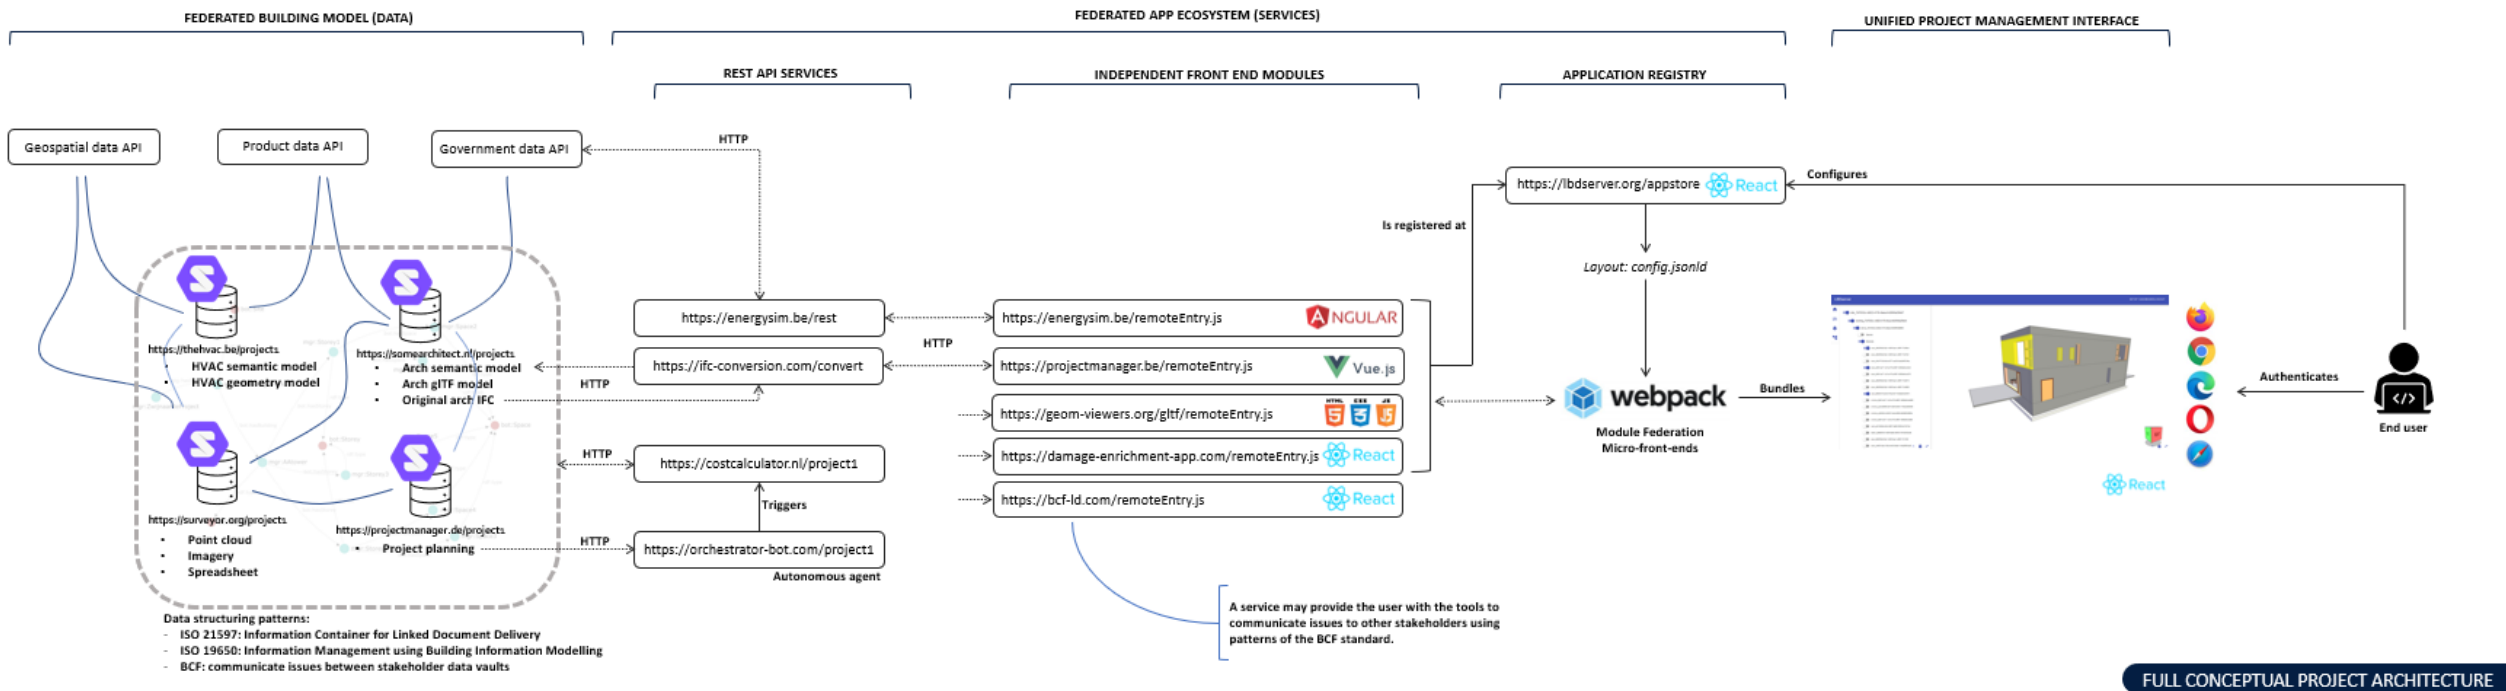 FEDERATED BUILDING MODEL (DATA)
FEDERATED APP ECOSYSTEM (SERVICES)
UNIFIED PROJECT MANAGEMENT INTERFACE
REST API SERVICES
INDEPENDENT FRONT END MODULES
APPLICATION REGISTRY
Geospatial data API
Product data API
Government data API
HTTP
https://lbdserver.org/appstore
React
Configures
Is registered at
Layout: config.jsonld
https://thehvac.be/projects
HVAC semantic model
HVAC geometry model
https://somearchitect.nl/projects
Arch semantic model
Arch glTF model
Original arch IFC
https://surveyor.org/projects
Point cloud
Imagery
Spreadsheet
https://projectmanager.de/projects
Project planning
HTTP
HTTP
HTTP
https://energysim.be/rest
https://ifc-conversion.com/convert
https://costcalculator.nl/project1
Triggers
https://orchestrator-bot.com/project1
Autonomous agent
HTTP
https://energysim.be/remoteEntry.js
ANGULAR
https://projectmanager.be/remoteEntry.js
Vue.js
https://geom-viewers.org/gltf/remoteEntry.js
HTML 5 CSS 3 JS
https://damage-enrichment-app.com/remoteEntry.js
React
https://bcf-ld.com/remoteEntry.js
React
webpack
Module Federation
Micro-front-ends
Bundles
React
Authenticates
End user
A service may provide the user with the tools to
communicate issues to other stakeholders using
patterns of the BCF standard.
Data structuring patterns:
- ISO 21597: Information Container for Linked Document Delivery
- ISO 19650: Information Management using Building Information Modelling
- BCF: communicate issues between stakeholder data vaults
FULL CONCEPTUAL PROJECT ARCHITECTURE